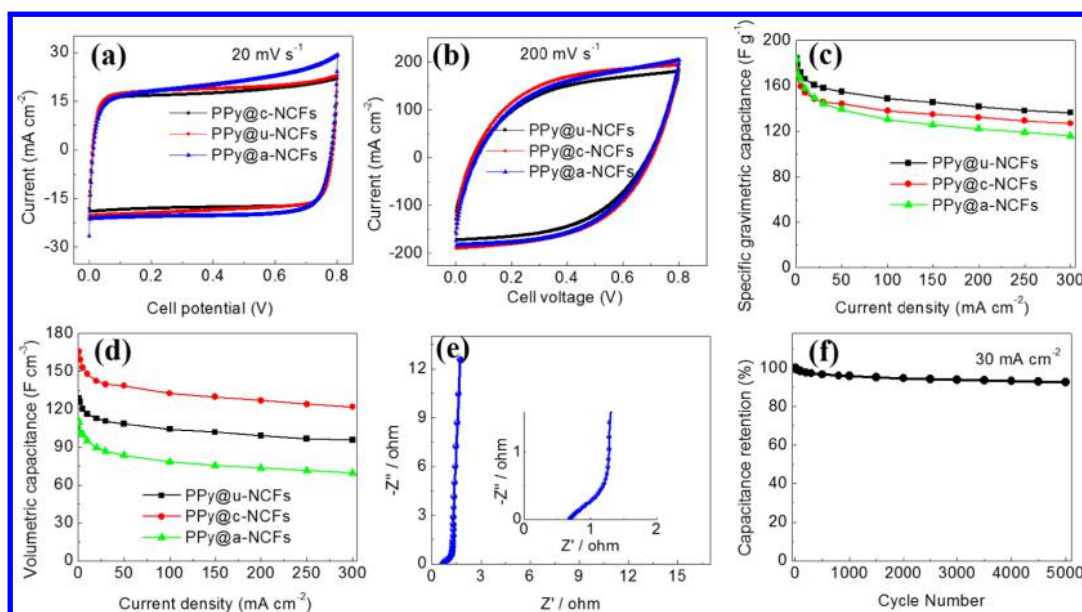 (a)
20 mV s⁻¹
Current (mA cm⁻²)
30
15
0
-15
-30
PPy@c-NCFs
PPy@u-NCFs
PPy@a-NCFs
0.0 0.2 0.4 0.6 0.8
Cell potential (V)
(b)
200 mV s⁻¹
Current (mA cm⁻²)
200
100
0
-100
-200
PPy@u-NCFs
PPy@c-NCFs
PPy@a-NCFs
0.0 0.2 0.4 0.6 0.8
Cell voltage (V)
(c)
Specific gravimetric capacitance (F g⁻¹)
200
160
120
80
40
0
PPy@u-NCFs
PPy@c-NCFs
PPy@a-NCFs
0 50 100 150 200 250 300
Current density (mA cm⁻²)
(d)
Volumetric capacitance (F cm⁻³)
180
150
120
90
60
30
0
PPy@u-NCFs
PPy@c-NCFs
PPy@a-NCFs
0 50 100 150 200 250 300
Current density (mA cm⁻²)
(e)
-Z'' / ohm
12
9
6
3
0
-Z'' / ohm
1
0
0 1 2
Z' / ohm
0 3 6 9 12 15
Z' / ohm
(f)
30 mA cm⁻²
Capacitance retention (%)
120
100
80
60
40
20
0
0 1000 2000 3000 4000 5000
Cycle Number